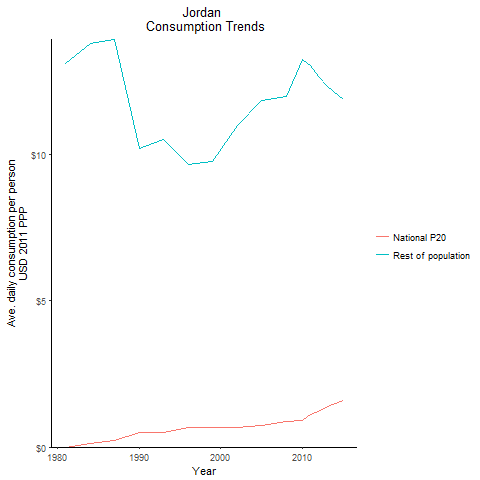 Jordan
Consumption Trends
Ave. daily consumption per person
USD 2011 PPP
$10
$5
$0
1980
1990
2000
2010
Year
National P20
Rest of population